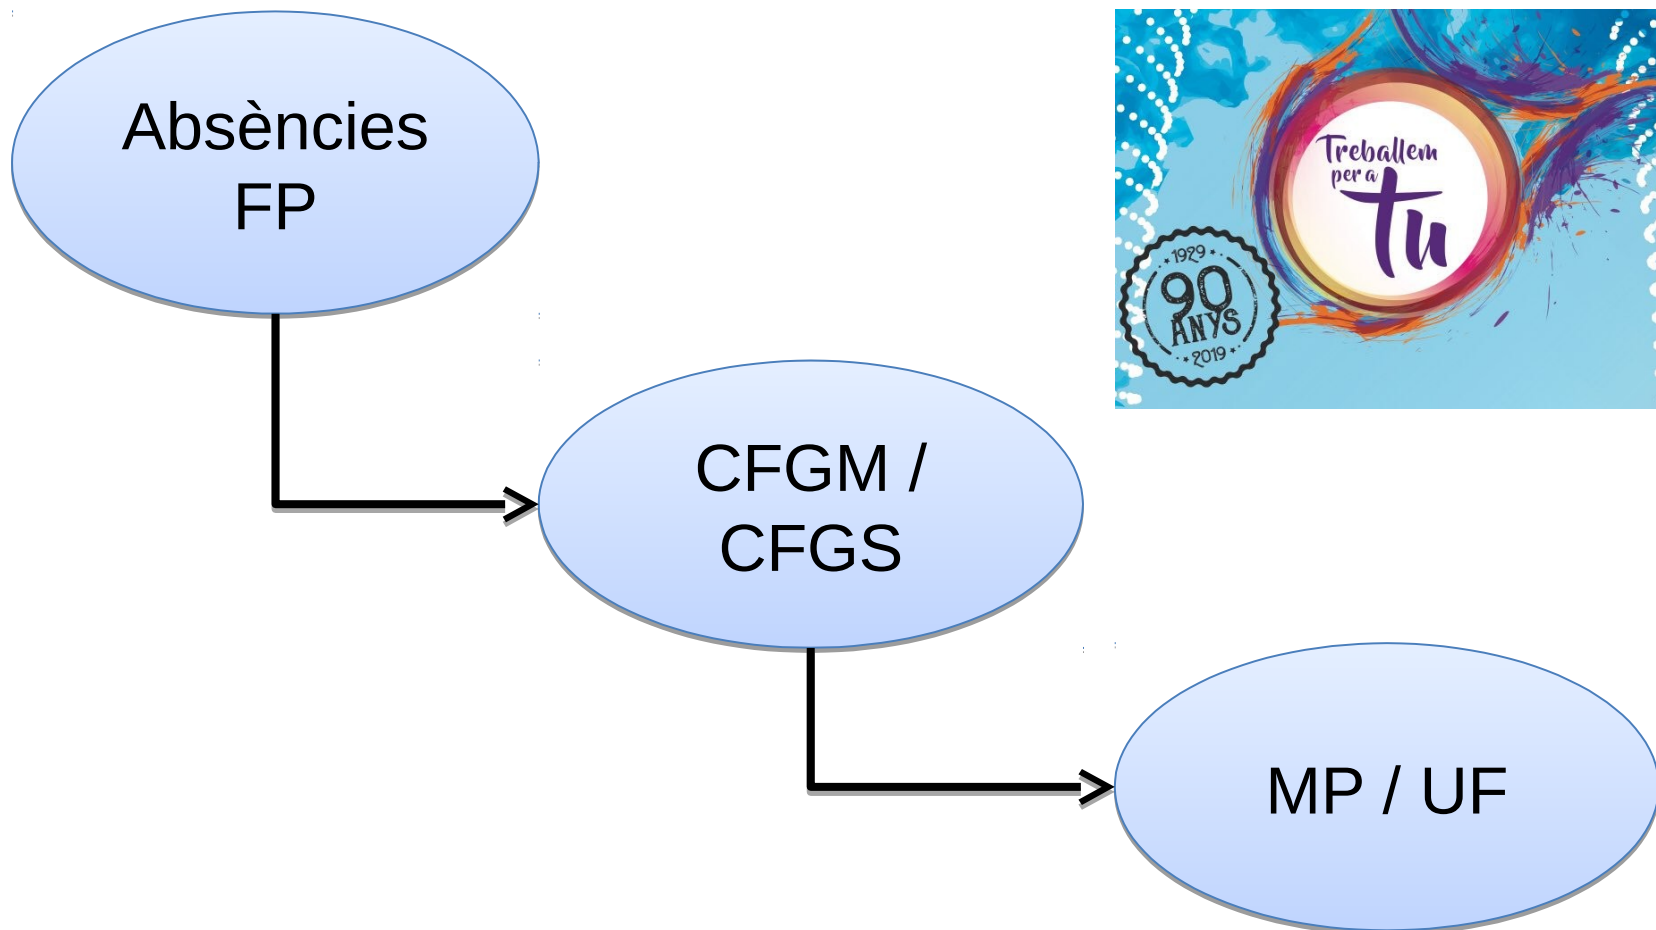 Absències
FP
Treballem
per a
tu
1929
90
ANYS
2019
CFGM /
CFGS
MP / UF